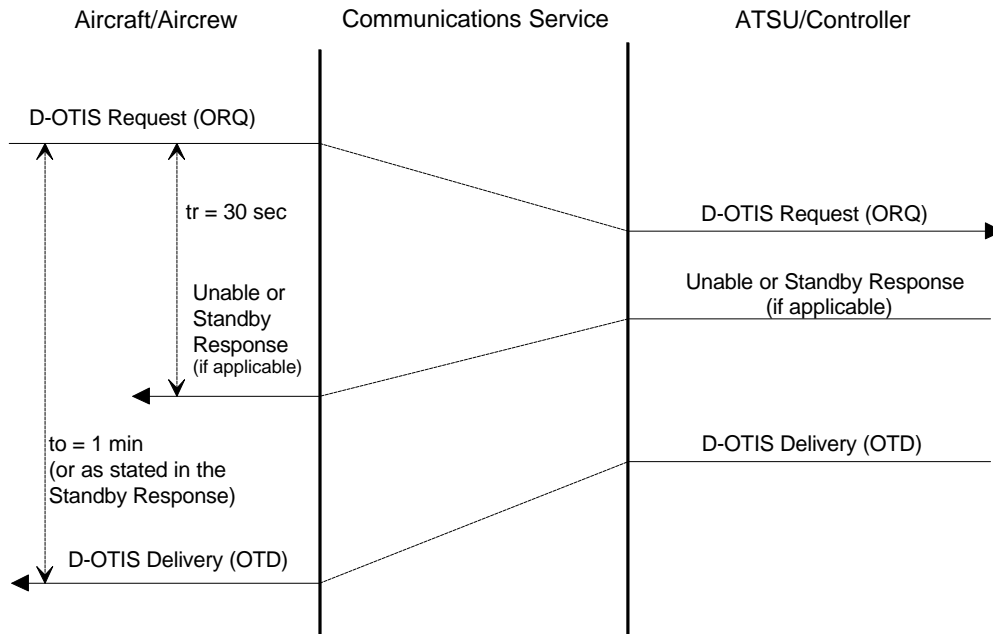 Aircraft/Aircrew
Communications Service
ATSU/Controller
D-OTIS Request (ORQ)
tr = 30 sec
D-OTIS Request (ORQ)
Unable or
Standby
Response
(if applicable)
Unable or Standby Response
(if applicable)
to = 1 min
(or as stated in the
Standby Response)
D-OTIS Delivery (OTD)
D-OTIS Delivery (OTD)